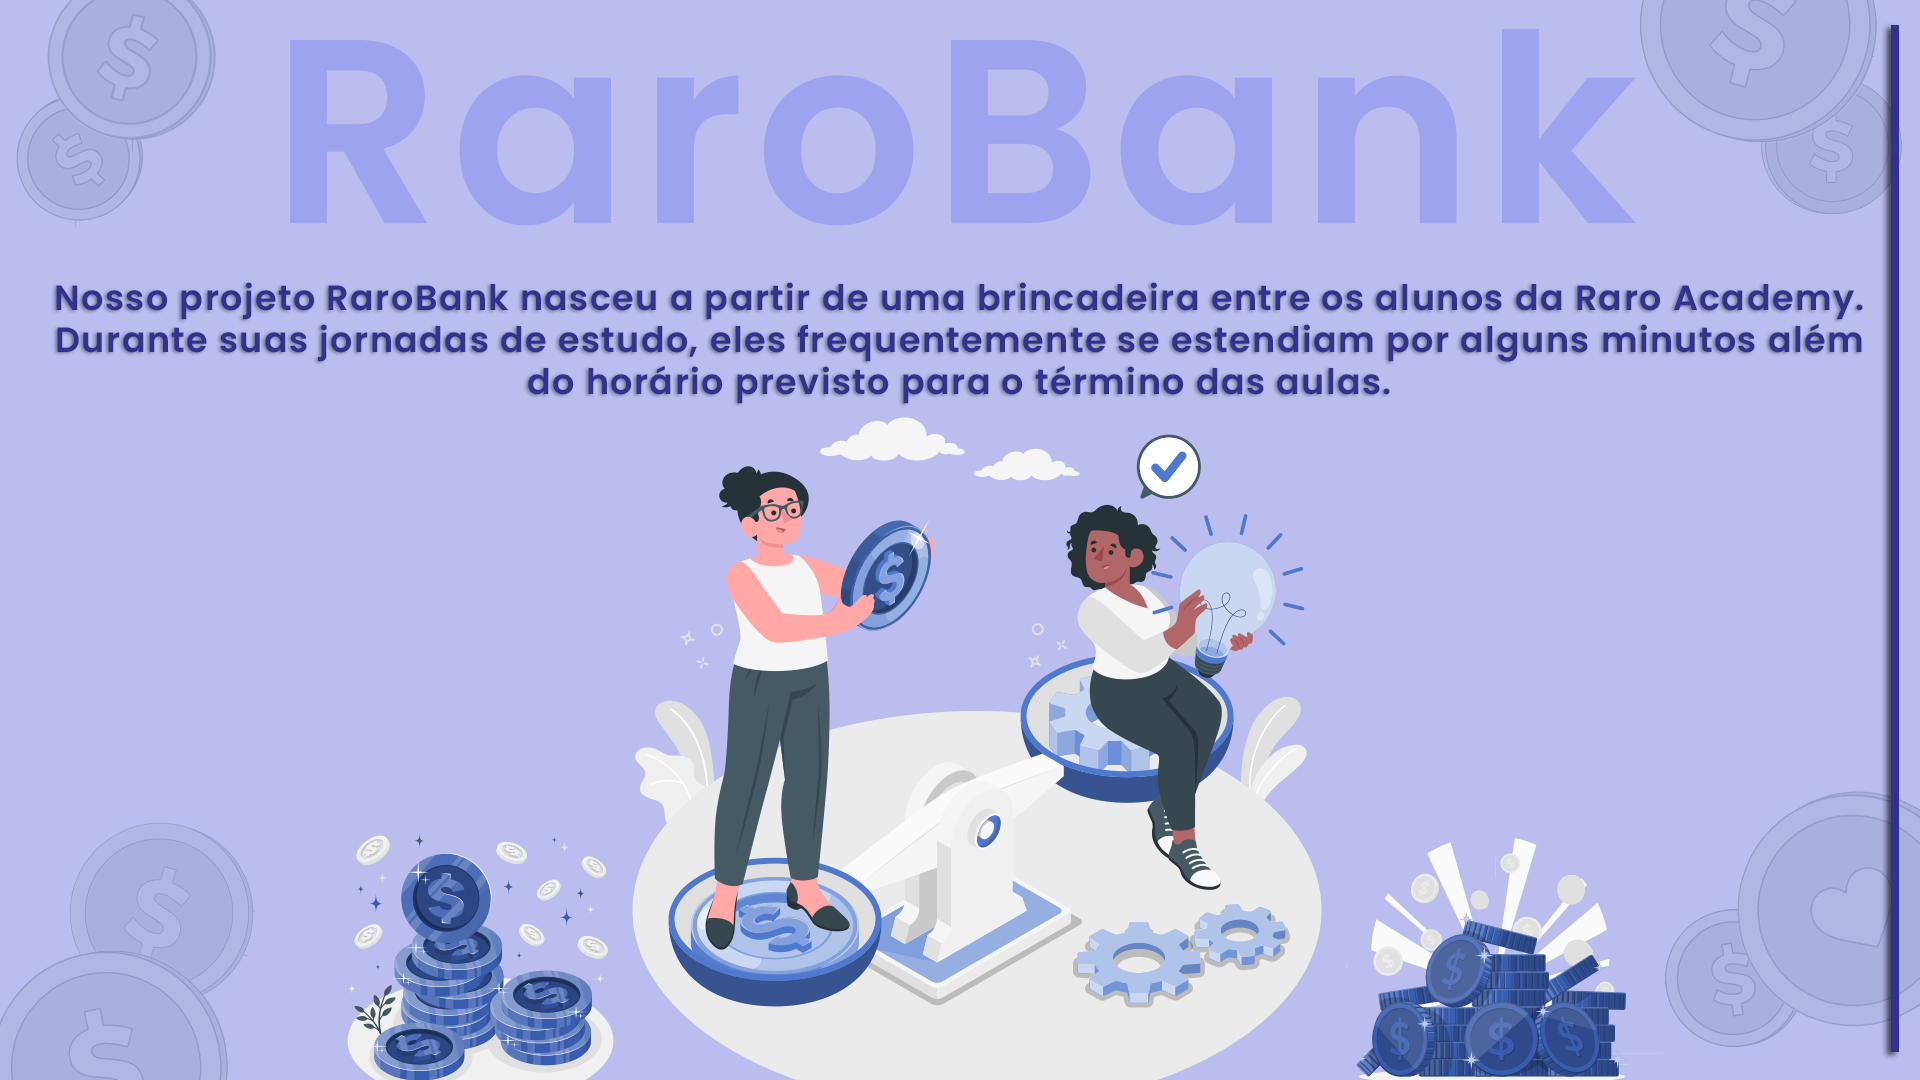 RaroBank
Nosso projeto RaroBank nasceu a partir de uma brincadeira entre os alunos da Raro Academy.
Durante suas jornadas de estudo, eles frequentemente se estendiam por alguns minutos além
do horário previsto para o término das aulas.